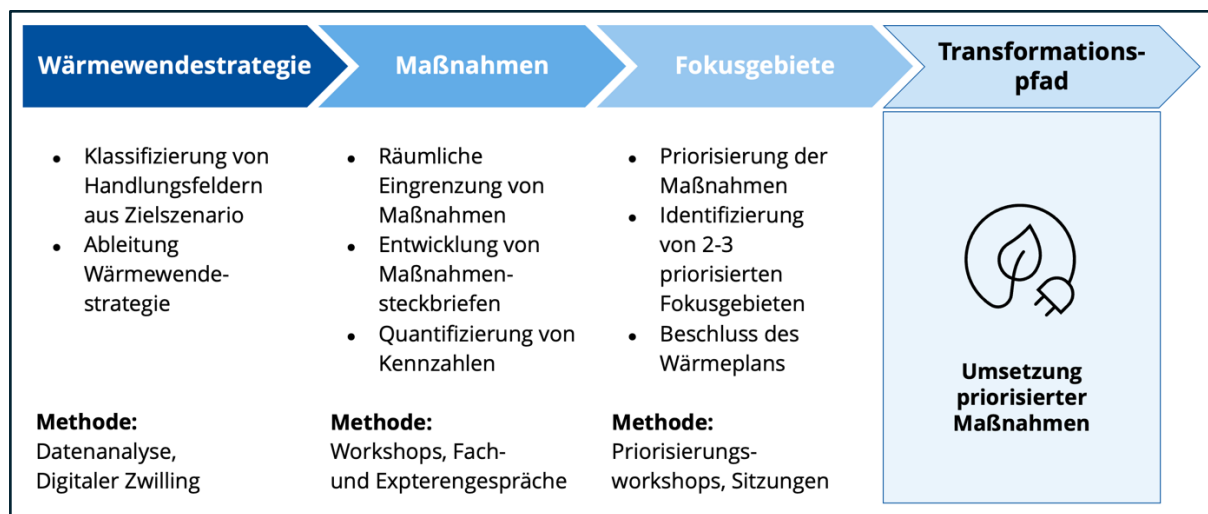 Wärmewendestrategie
Maßnahmen
Fokusgebiete
Transformations-
pfad
• Klassifizierung von
Handlungsfeldern
aus Zielszenario
• Ableitung
Wärmewende-
strategie
Methode:
Datenanalyse,
Digitaler Zwilling
• Räumliche
Eingrenzung von
Maßnahmen
• Entwicklung von
Maßnahmen-
steckbriefen
• Quantifizierung von
Kennzahlen
Methode:
Workshops, Fach-
und Expterengespräche
• Priorisierung der
Maßnahmen
• Identifizierung
von 2-3
priorisierten
Fokusgebieten
• Beschluss des
Wärmeplans
Methode:
Priorisierungs-
workshops, Sitzungen
Umsetzung
priorisierter
Maßnahmen